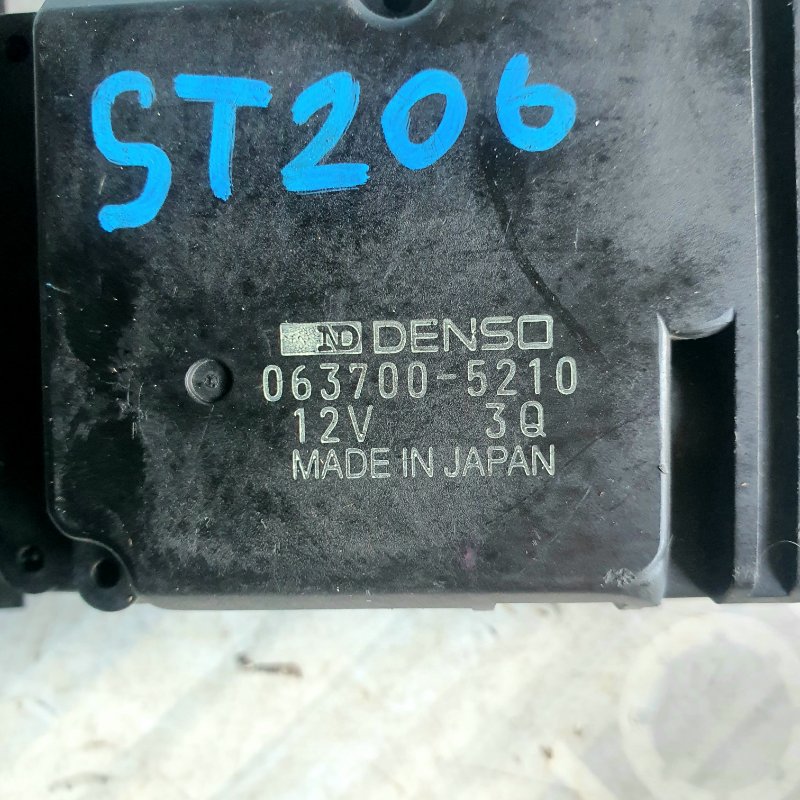 ST206
ND DENSO
063700-5210
12V 3Q
MADE IN JAPAN